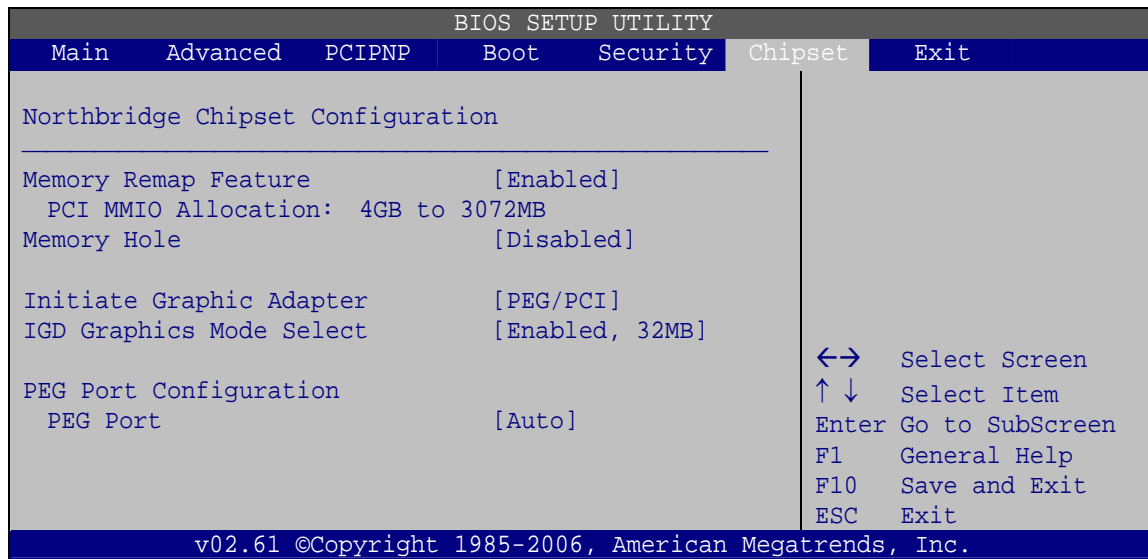 BIOS SETUP UTILITY
Main Advanced PCIPNP Boot Security Chipset Exit
Northbridge Chipset Configuration
Memory Remap Feature [Enabled]
PCI MMIO Allocation: 4GB to 3072MB
Memory Hole [Disabled]
Initiate Graphic Adapter [PEG/PCI]
IGD Graphics Mode Select [Enabled, 32MB]
PEG Port Configuration
PEG Port [Auto]
←→ Select Screen
↑↓ Select Item
Enter Go to SubScreen
F1 General Help
F10 Save and Exit
ESC Exit
v02.61 ©Copyright 1985-2006, American Megatrends, Inc.